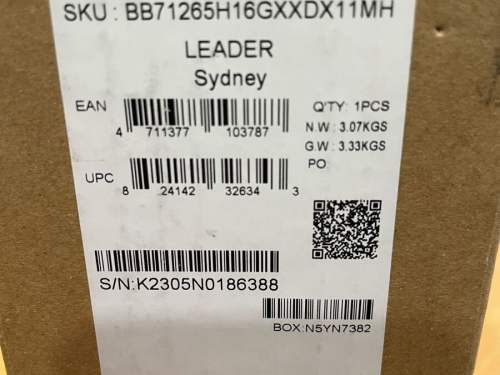 SKU : BB71265H16GXXDX11MH
LEADER
Sydney
EAN
4 711377 103787
Q'TY: 1PCS
N.W : 3.07KGS
G.W : 3.33KGS
PO:
UPC
8 24142 32634 3
S/N:K2305N0186388
BOX:N5YN7382